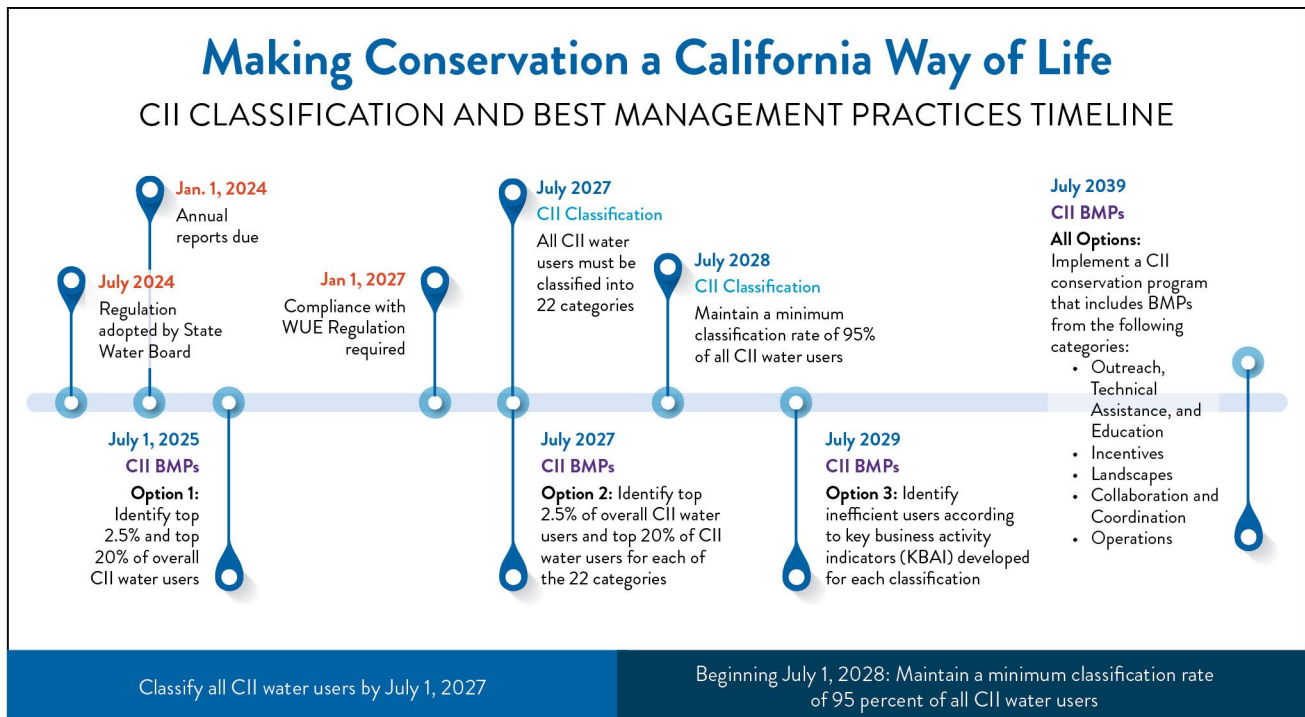 Making Conservation a California Way of Life
CII CLASSIFICATION AND BEST MANAGEMENT PRACTICES TIMELINE
Jan. 1, 2024
Annual
reports due
July 2024
Regulation
adopted by State
Water Board
Jan 1, 2027
Compliance with
WUE Regulation
required
July 2027
CII Classification
All CII water
users must be
classified into
22 categories
July 2028
CII Classification
Maintain a minimum
classification rate of 95%
of all CII water users
July 2039
CII BMPs
All Options:
Implement a CII
conservation program
that includes BMPs
from the following
categories:
• Outreach,
Technical
Assistance, and
Education
• Incentives
• Landscapes
• Collaboration and
Coordination
• Operations
July 1, 2025
CII BMPs
Option 1:
Identify top
2.5% and top
20% of overall
CII water users
July 2027
CII BMPs
Option 2: Identify top
2.5% of overall CII water
users and top 20% of CII
water users for each of
the 22 categories
July 2029
CII BMPs
Option 3: Identify
inefficient users according
to key business activity
indicators (KBAI) developed
for each classification
Classify all CII water users by July 1, 2027
Beginning July 1, 2028: Maintain a minimum classification rate
of 95 percent of all CII water users